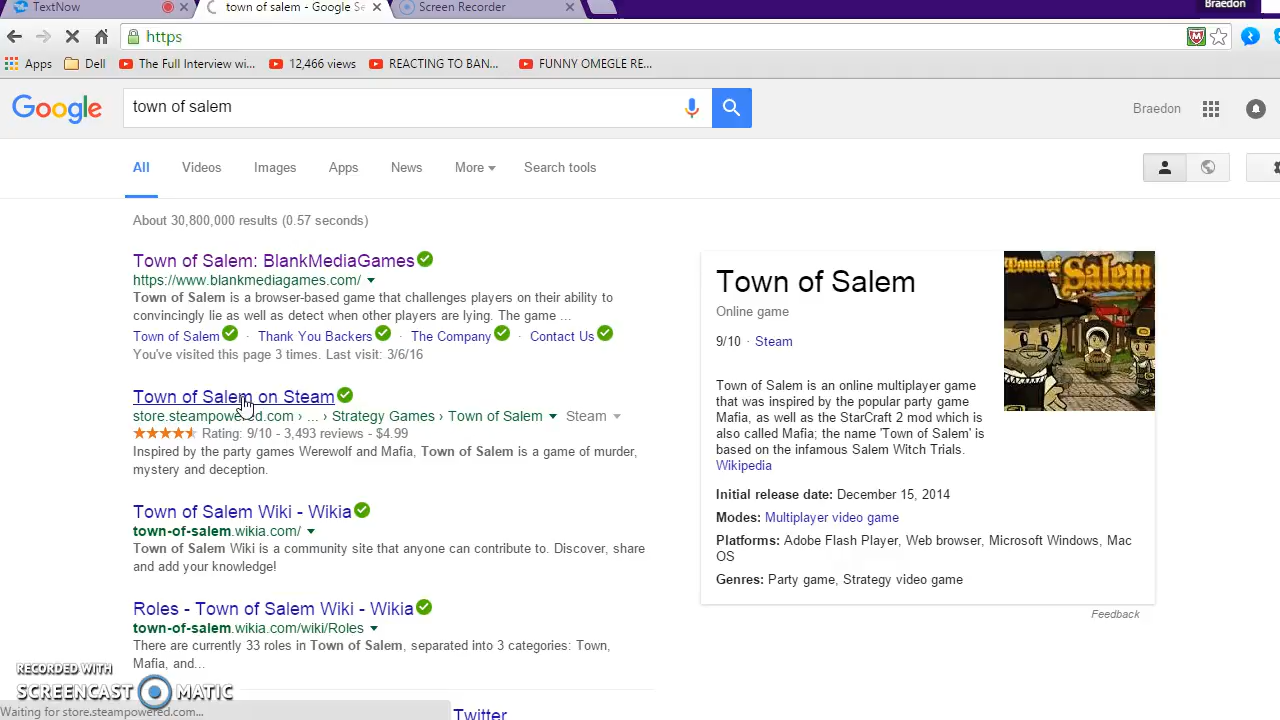 TextNow
town of salem - Google Se
Screen Recorder
Braedon
https
Apps
Dell
The Full Interview wi...
12,466 views
REACTING TO BAN...
FUNNY OMEGLE RE...
Google
town of salem
Braedon
All
Videos
Images
Apps
News
More
Search tools
About 30,800,000 results (0.57 seconds)
Town of Salem: BlankMediaGames
https://www.blankmediagames.com/
Town of Salem is a browser-based game that challenges players on their ability to
convincingly lie as well as detect when other players are lying. The game ...
Town of Salem · Thank You Backers · The Company · Contact Us
You've visited this page 3 times. Last visit: 3/6/16
Town of Salem on Steam
store.steampowered.com › ... › Strategy Games › Town of Salem
Steam
Rating: 9/10 - 3,493 reviews - $4.99
Inspired by the party games Werewolf and Mafia, Town of Salem is a game of murder,
mystery and deception.
Town of Salem Wiki - Wikia
town-of-salem.wikia.com/
Town of Salem Wiki is a community site that anyone can contribute to. Discover, share
and add your knowledge!
Roles - Town of Salem Wiki - Wikia
town-of-salem.wikia.com/wiki/Roles
There are currently 33 roles in Town of Salem, separated into 3 categories: Town,
Mafia, and...
Twitter
Town of Salem
Online game
9/10 · Steam
Town of Salem
Town of Salem is an online multiplayer game
that was inspired by the popular party game
Mafia, as well as the StarCraft 2 mod which is
also called Mafia; the name 'Town of Salem' is
based on the infamous Salem Witch Trials.
Wikipedia
Initial release date: December 15, 2014
Modes: Multiplayer video game
Platforms: Adobe Flash Player, Web browser, Microsoft Windows, Mac
OS
Genres: Party game, Strategy video game
Feedback
RECORDED WITH
SCREENCAST MATIC
Waiting for store.steampowered.com...